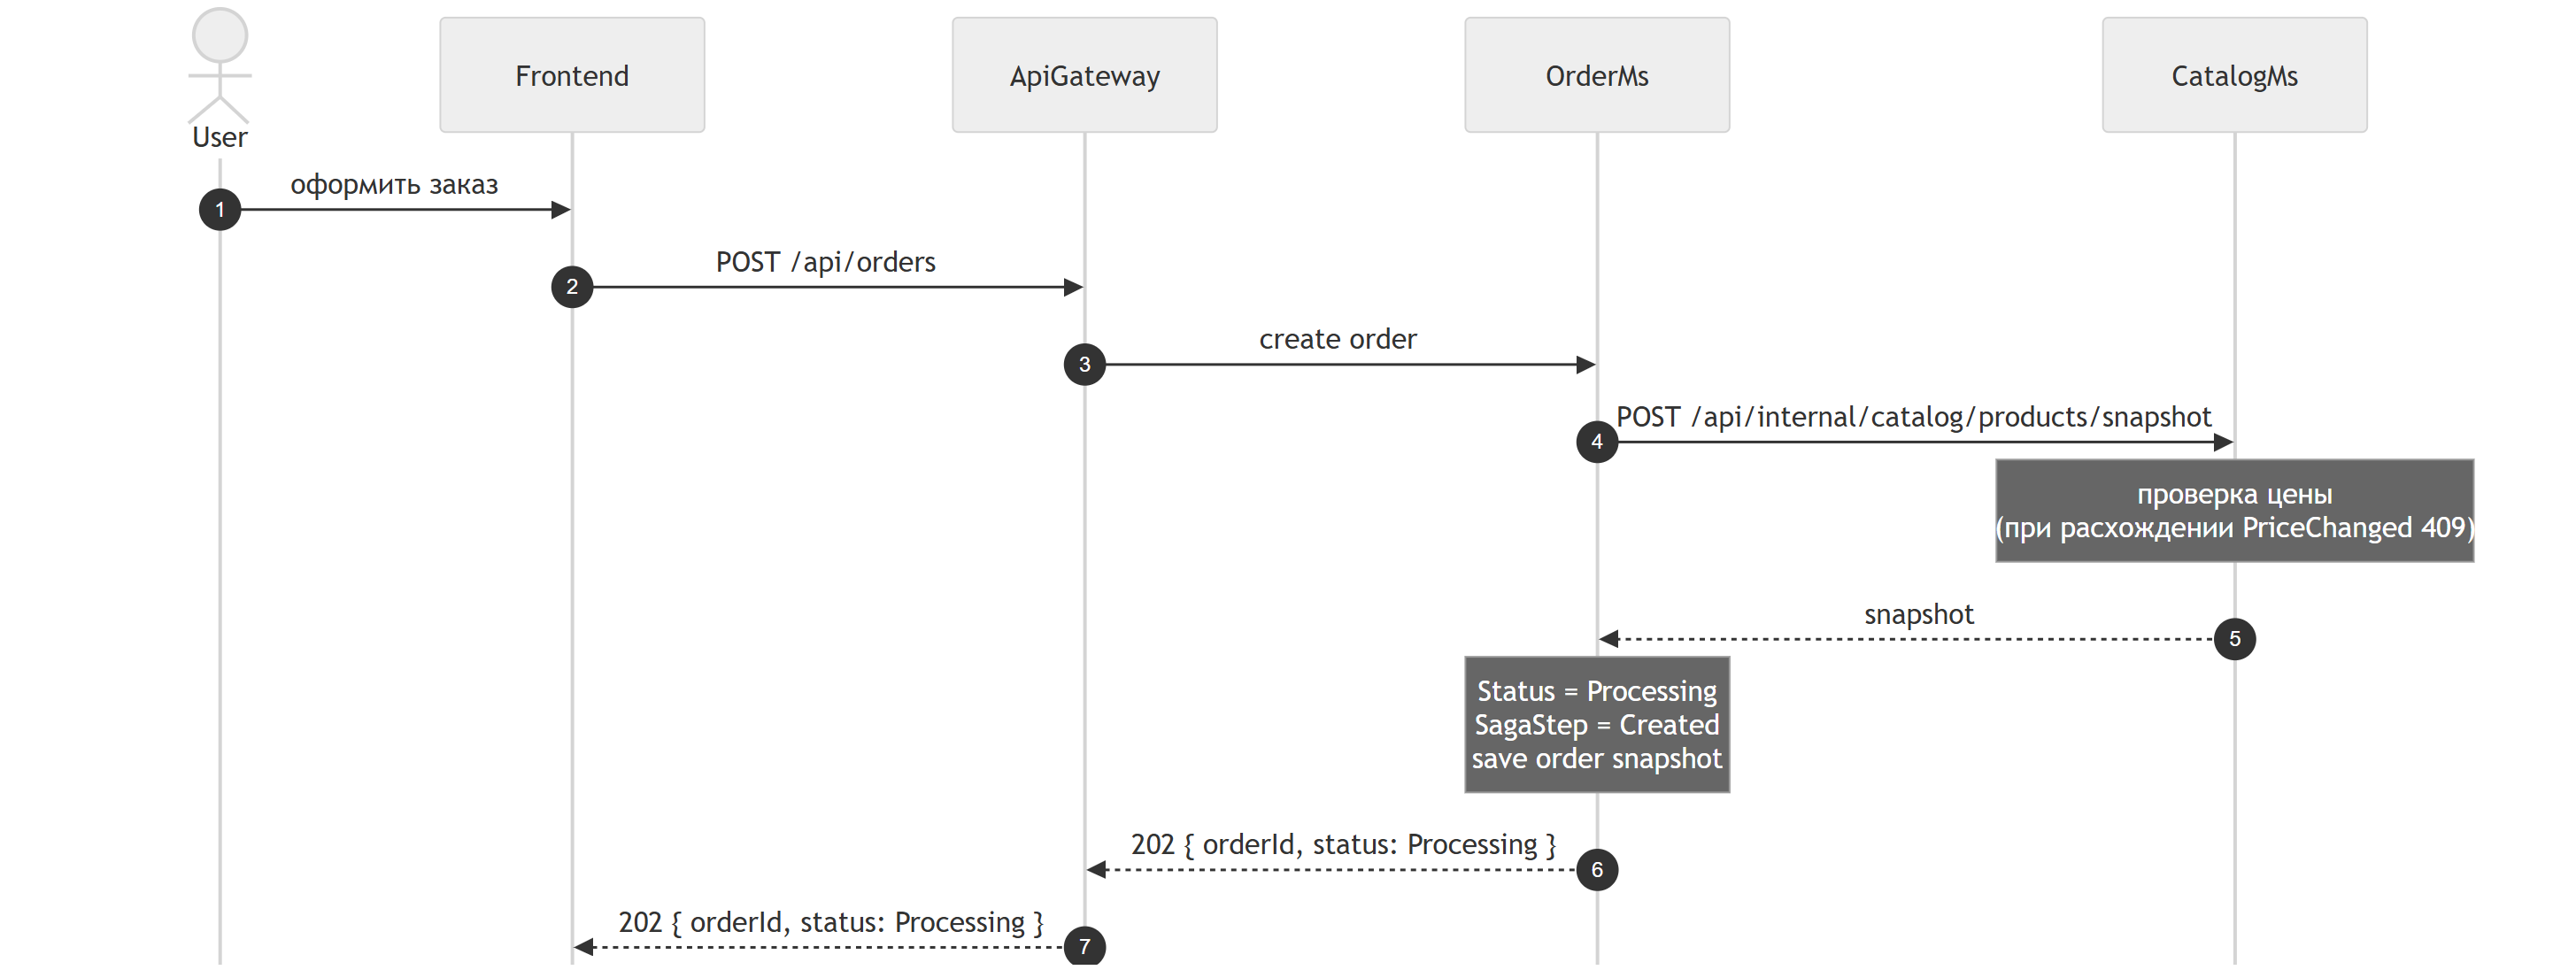 User
Frontend
ApiGateway
OrderMs
CatalogMs
оформить заказ
1
POST /api/orders
2
create order
3
POST /api/internal/catalog/products/snapshot
4
проверка цены
(при расхождении PriceChanged 409)
snapshot
5
Status = Processing
SagaStep = Created
save order snapshot
202 { orderId, status: Processing }
6
202 { orderId, status: Processing }
7